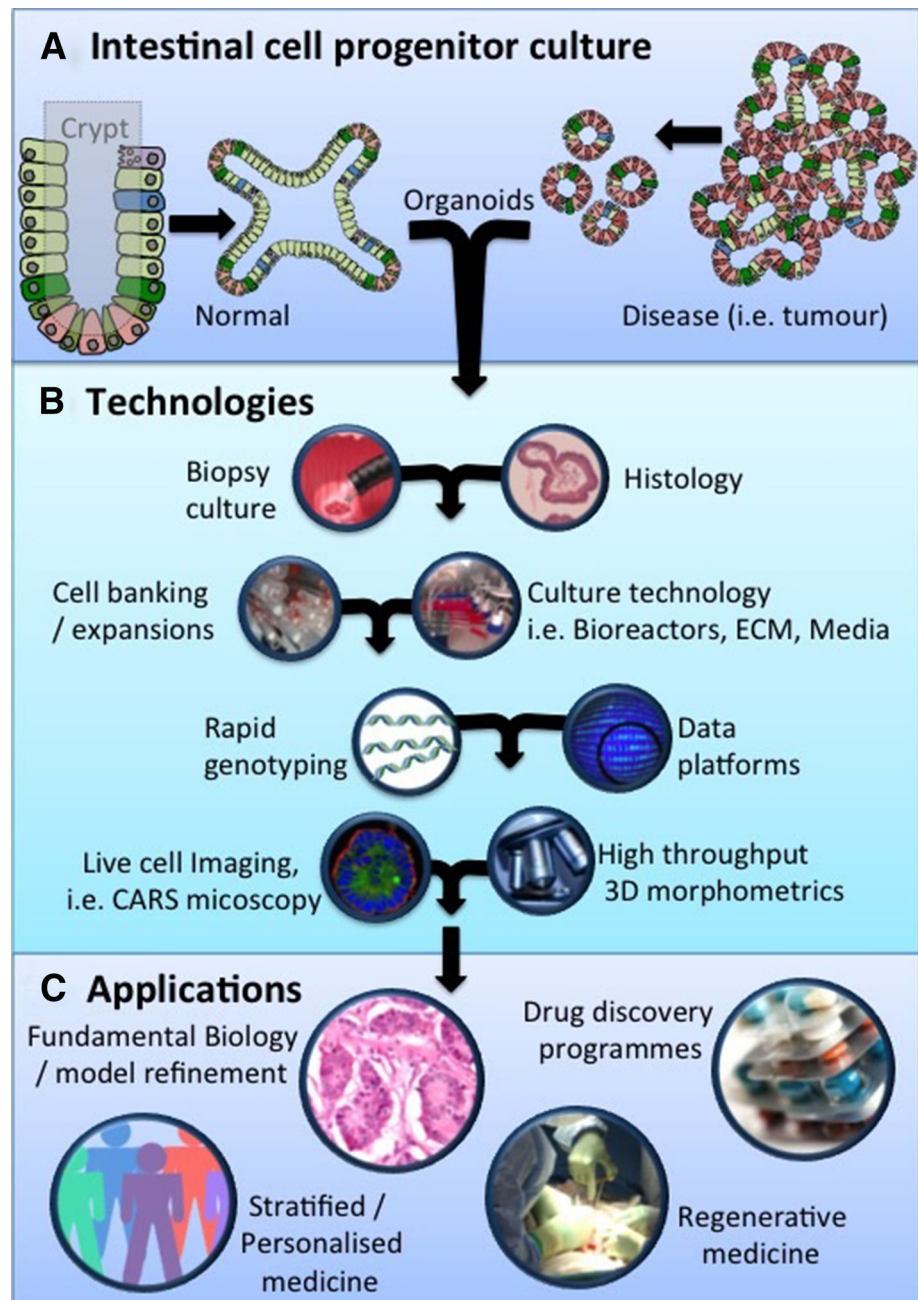 A Intestinal cell progenitor culture
Crypt
Organoids
Normal
Disease (i.e. tumour)
B Technologies
Biopsy
culture
Histology
Cell banking
/ expansions
Culture technology
i.e. Bioreactors, ECM, Media
Rapid
genotyping
Data
platforms
Live cell Imaging,
i.e. CARS micoscopy
High throughput
3D morphometrics
C Applications
Fundamental Biology
/ model refinement
Drug discovery
programmes
Stratified /
Personalised
medicine
Regenerative
medicine